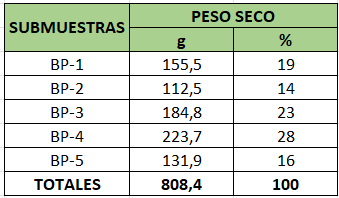 SUBMUESTRAS PESO SECO
g %
BP-1 155,5 19
BP-2 112,5 14
BP-3 184,8 23
BP-4 223,7 28
BP-5 131,9 16
TOTALES 808,4 100